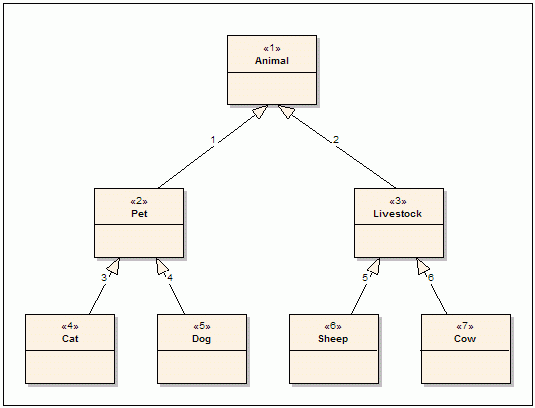 «1»
Animal
1
2
«2»
Pet
«3»
Livestock
3
4
5
6
«4»
Cat
«5»
Dog
«6»
Sheep
«7»
Cow